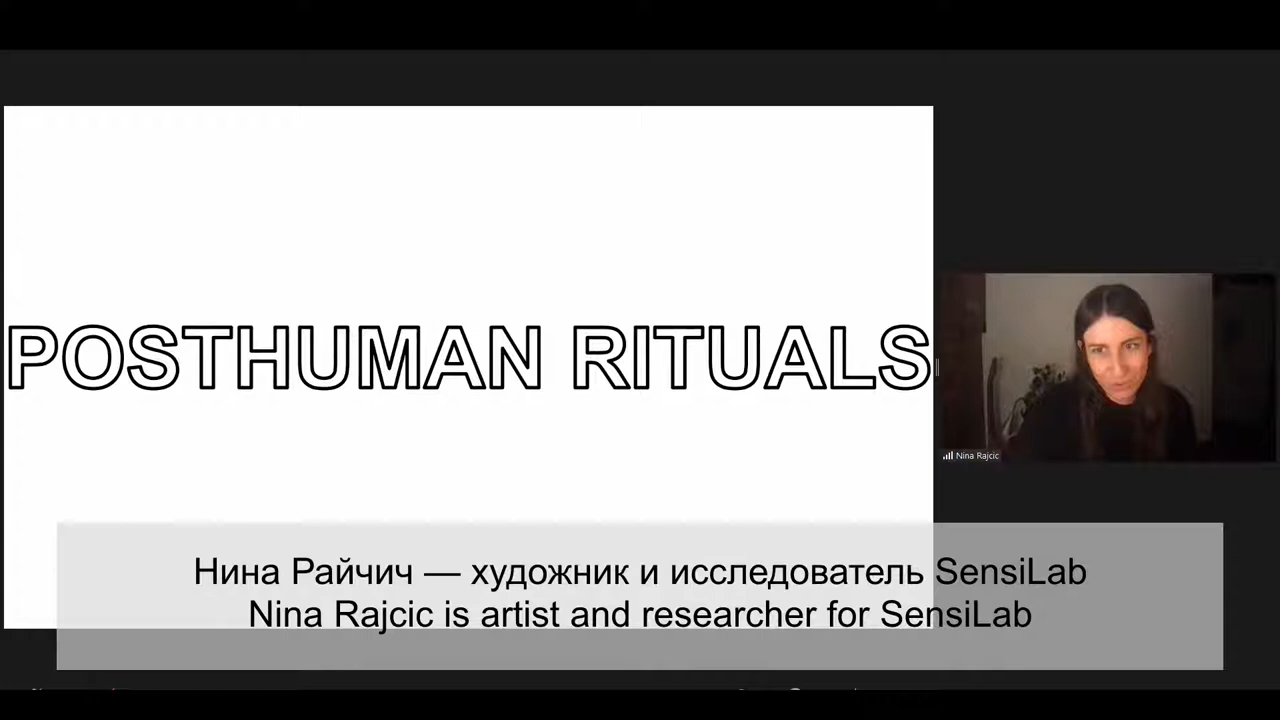 POSTHUMAN RITUALS
Nina Rajcic
Нина Райчич — художник и исследователь SensiLab
Nina Rajcic is artist and researcher for SensiLab